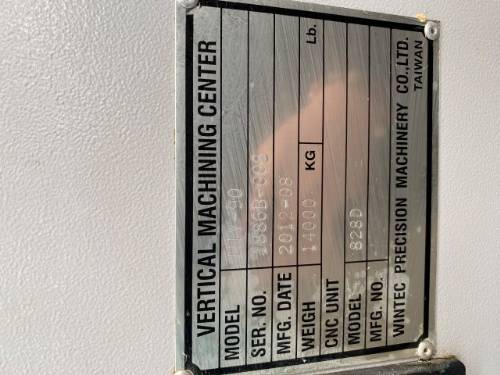 VERTICAL MACHINING CENTER
MODEL
SER. NO.
MFG. DATE 2012-08
WEIGH 14000 KG Lb.
CNC UNIT
MODEL 828D
MFG. NO.
WINTEC PRECISION MACHINERY CO., LTD.
TAIWAN